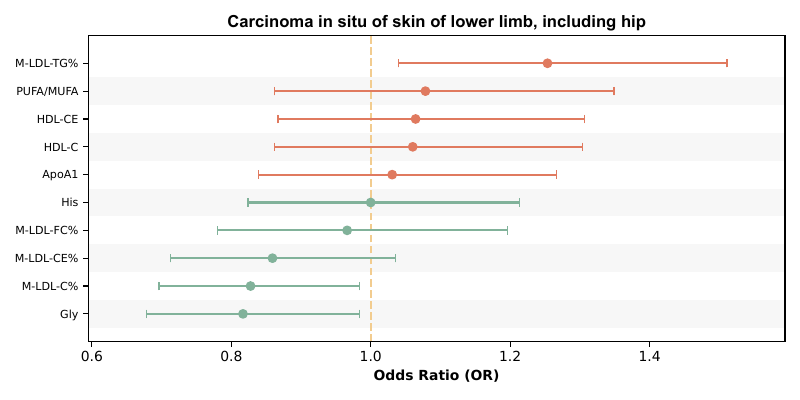 Carcinoma in situ of skin of lower limb, including hip
M-LDL-TG%
PUFA/MUFA
HDL-CE
HDL-C
ApoA1
His
M-LDL-FC%
M-LDL-CE%
M-LDL-C%
Gly
0.6 0.8 1.0 1.2 1.4
Odds Ratio (OR)